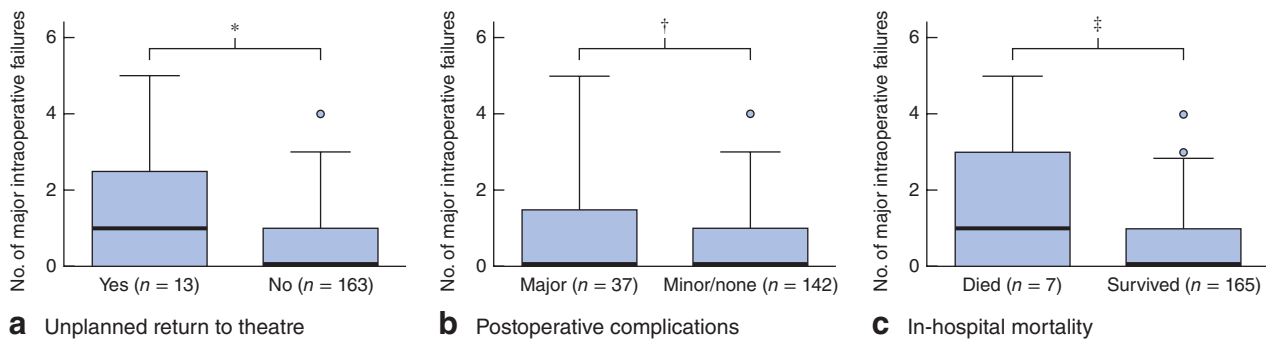 No. of major intraoperative failures
6
4
2
0
*
Yes (n = 13)
No (n = 163)
a Unplanned return to theatre
No. of major intraoperative failures
6
4
2
0
†
Major (n = 37)
Minor/none (n = 142)
b Postoperative complications
No. of major intraoperative failures
6
4
2
0
‡
Died (n = 7)
Survived (n = 165)
c In-hospital mortality